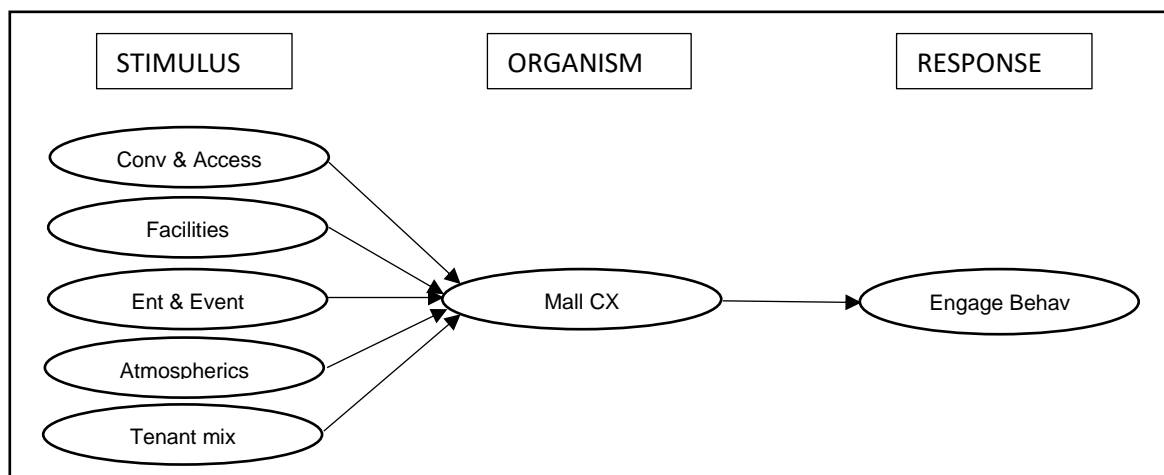 STIMULUS
ORGANISM
RESPONSE
Conv & Access
Facilities
Ent & Event
Mall CX
Engage Behav
Atmospherics
Tenant mix